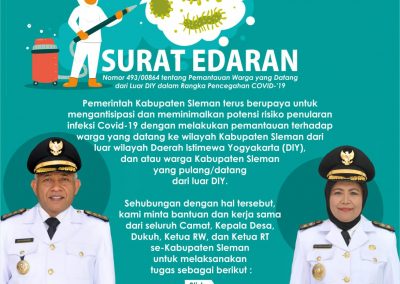 SURAT EDARAN
Nomor 493/00864 tentang Pemantauan Warga yang Datang
dari Luar DIY dalam Rangka Pencegahan COVID-'19
Pemerintah Kabupaten Sleman terus berupaya untuk
mengantisipasi dan meminimalkan potensi risiko penularan
infeksi Covid-19 dengan melakukan pemantauan terhadap
warga yang datang ke wilayah Kabupaten Sleman dari
luar wilayah Daerah Istimewa Yogyakarta (DIY),
dan atau warga Kabupaten Sleman
yang pulang/datang
dari luar DIY.
Sehubungan dengan hal tersebut,
kami minta bantuan dan kerja sama
dari seluruh Camat, Kepala Desa,
Dukuh, Ketua RW, dan Ketua RT
se-Kabupaten Sleman
untuk melaksanakan
tugas sebagai berikut :